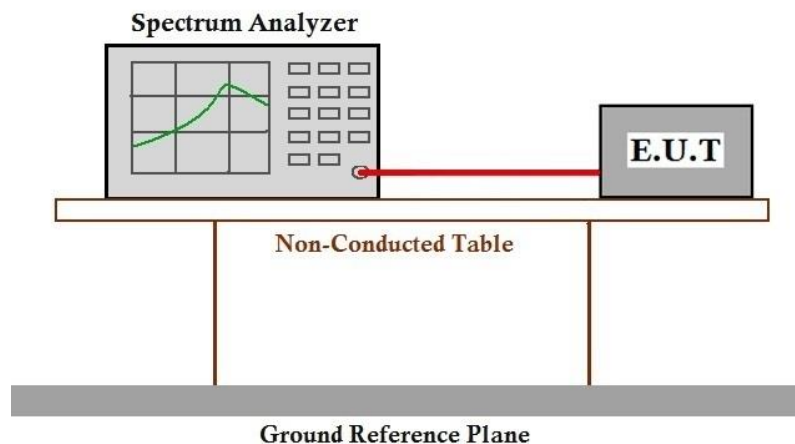 Spectrum Analyzer
E.U.T
Non-Conducted Table
Ground Reference Plane